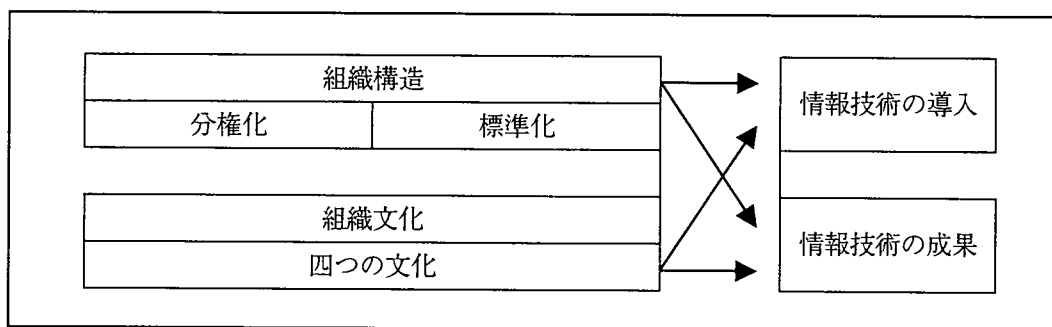 組織構造
分権化 標準化
組織文化
四つの文化
情報技術の導入
情報技術の成果